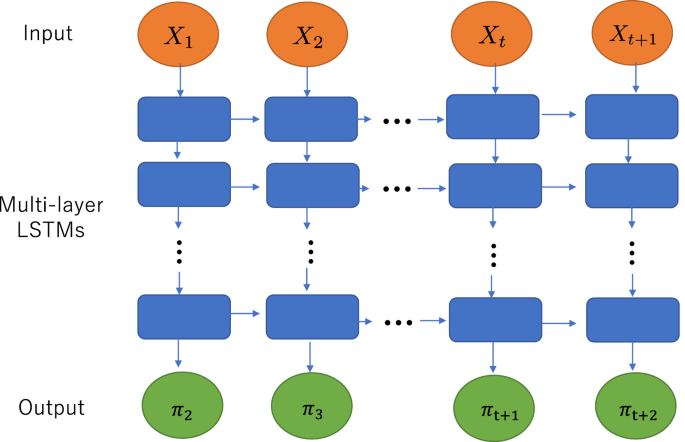 Input
X₁ X₂ Xₜ Xₜ₊₁
Multi-layer
LSTMs
Output
π₂ π₃ πₜ₊₁ πₜ₊₂